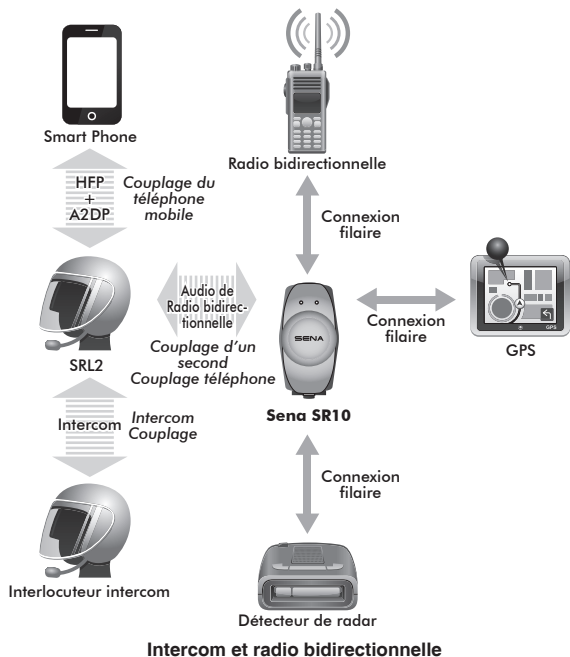 Smart Phone
Radio bidirectionnelle
HFP
+
A2DP
Couplage du
téléphone
mobile
Connexion
filaire
Audio de
Radio bidirec-
tionnelle
SENA
Connexion
filaire
GPS
GPS
SRL2
Couplage d'un
second
Couplage téléphone
Sena SR10
Intercom
Intercom
Couplage
Connexion
filaire
Interlocuteur intercom
Détecteur de radar
Intercom et radio bidirectionnelle